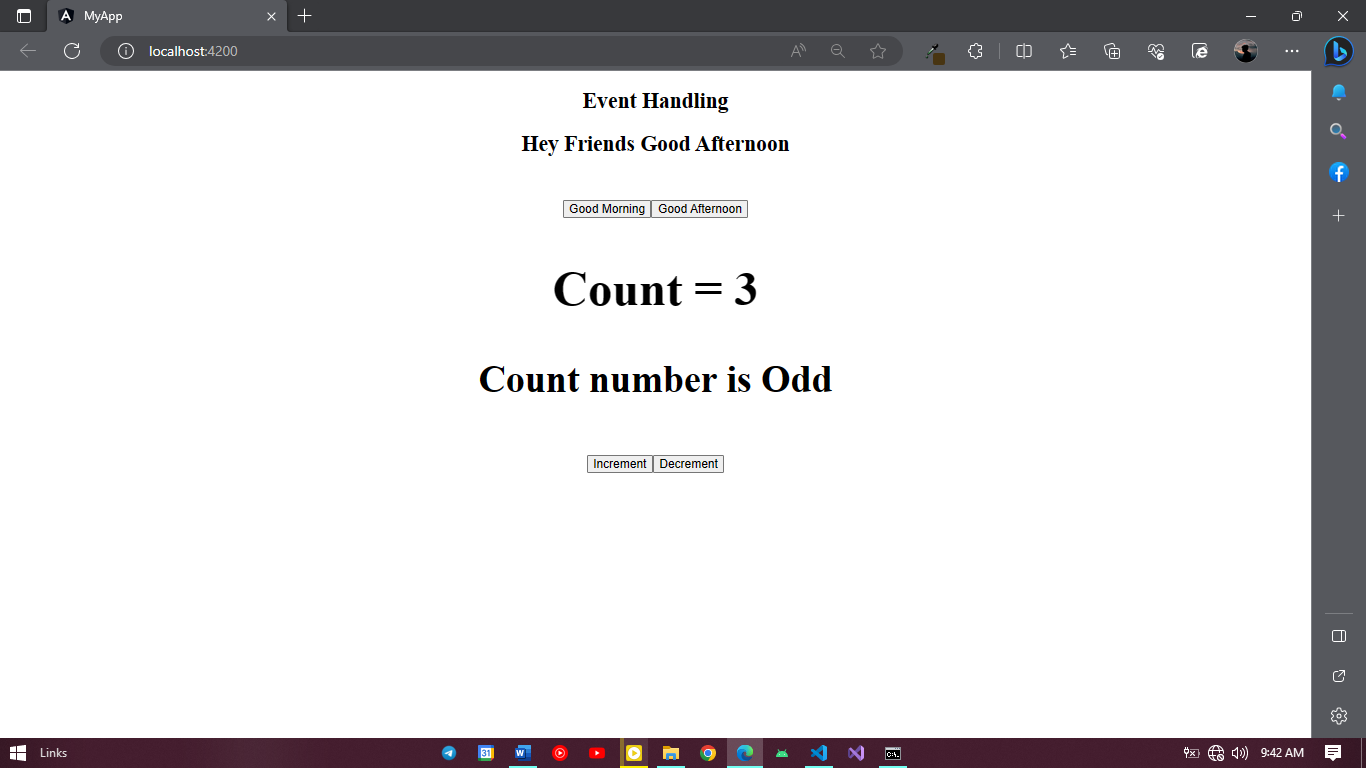 MyApp
localhost:4200
Event Handling
Hey Friends Good Afternoon
Good Morning Good Afternoon
Count = 3
Count number is Odd
Increment Decrement
Links
31
W
C:\.
9:42 AM